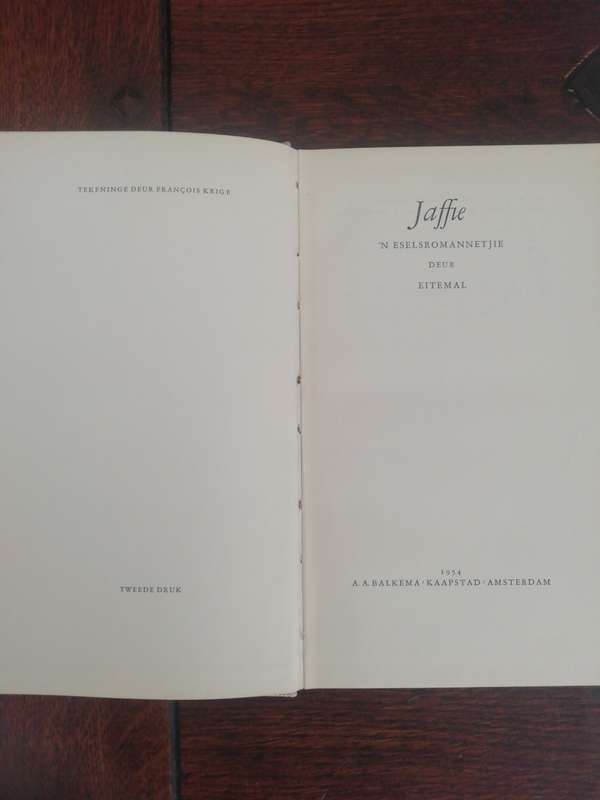 TEKENINGE DEUR FRANÇOIS KRIGE
TWEEDE DRUK
Jaffie
'N ESELSROMANNETJIE
DEUR
EITEMAL
1954
A. A. BALKEMA · KAAPSTAD · AMSTERDAM